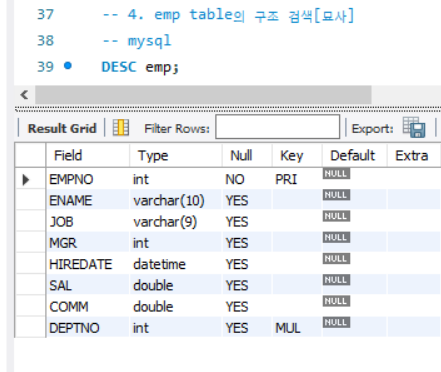 37 -- 4. emp table의 구조 검색[묘사]
38 -- mysql
39 DESC emp;
Result Grid Filter Rows: Export:
Field Type Null Key Default Extra
EMPNO int NO PRI NULL
ENAME varchar(10) YES NULL
JOB varchar(9) YES NULL
MGR int YES NULL
HIREDATE datetime YES NULL
SAL double YES NULL
COMM double YES NULL
DEPTNO int YES MUL NULL